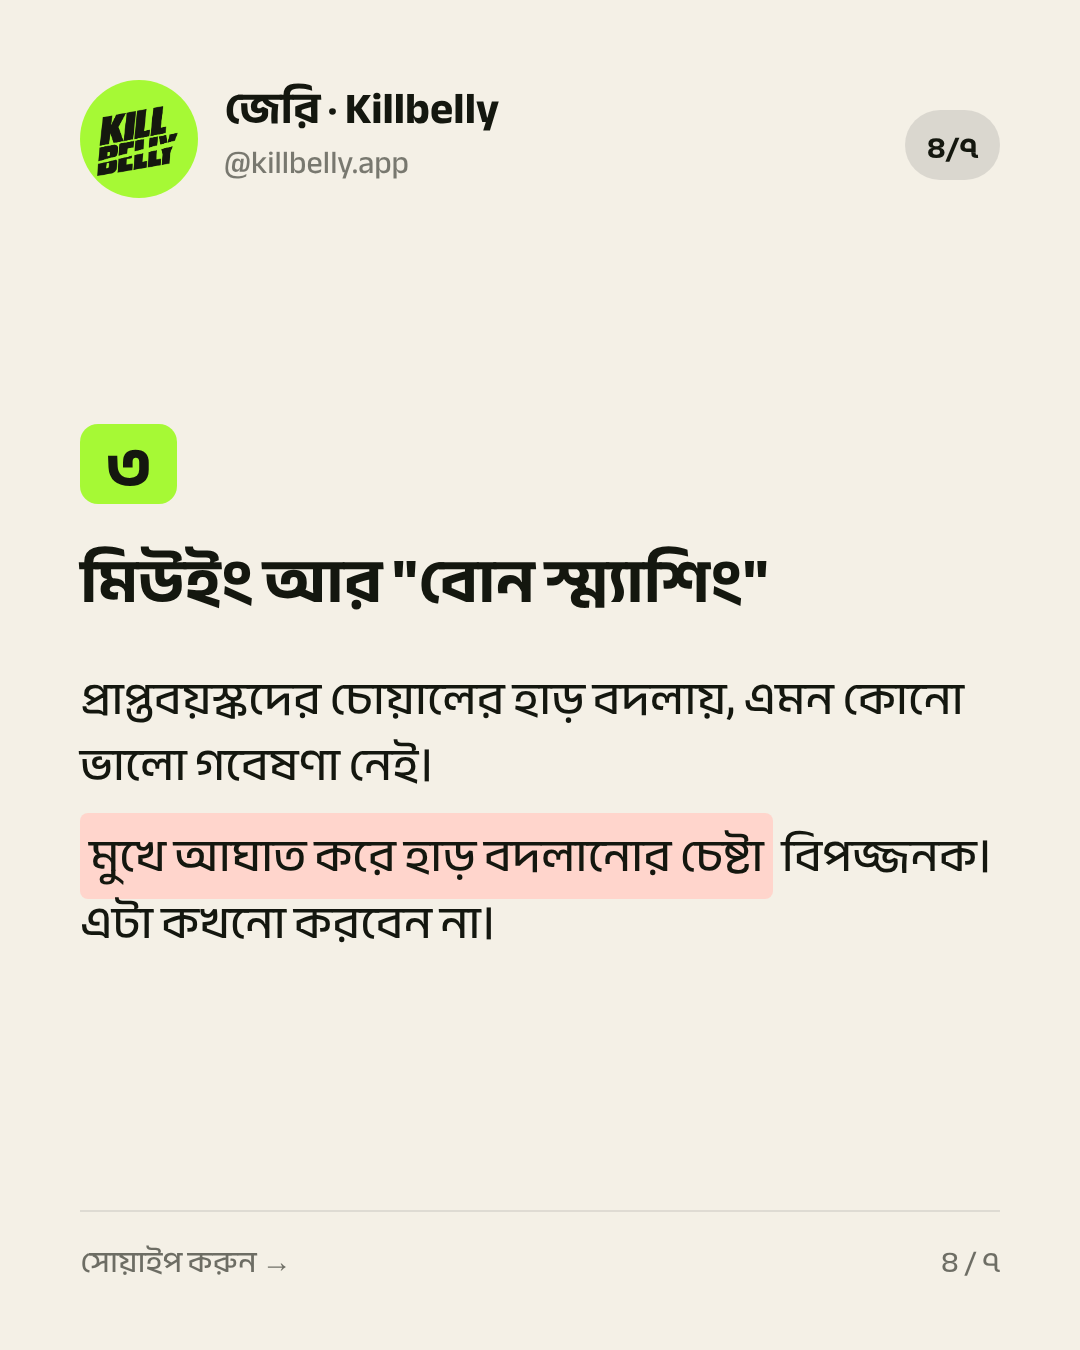 KILL
BELLY
জেরি · Killbelly
@killbelly.app
৪/৭
৩
মিউইং আর "বোন স্ম্যাশিং"
প্রাপ্তবয়স্কদের চোয়ালের হাড় বদলায়, এমন কোনো
ভালো গবেষণা নেই।
মুখে আঘাত করে হাড় বদলানোর চেষ্টা বিপজ্জনক।
এটা কখনো করবেন না।
সোয়াইপ করুন →
৪ / ৭